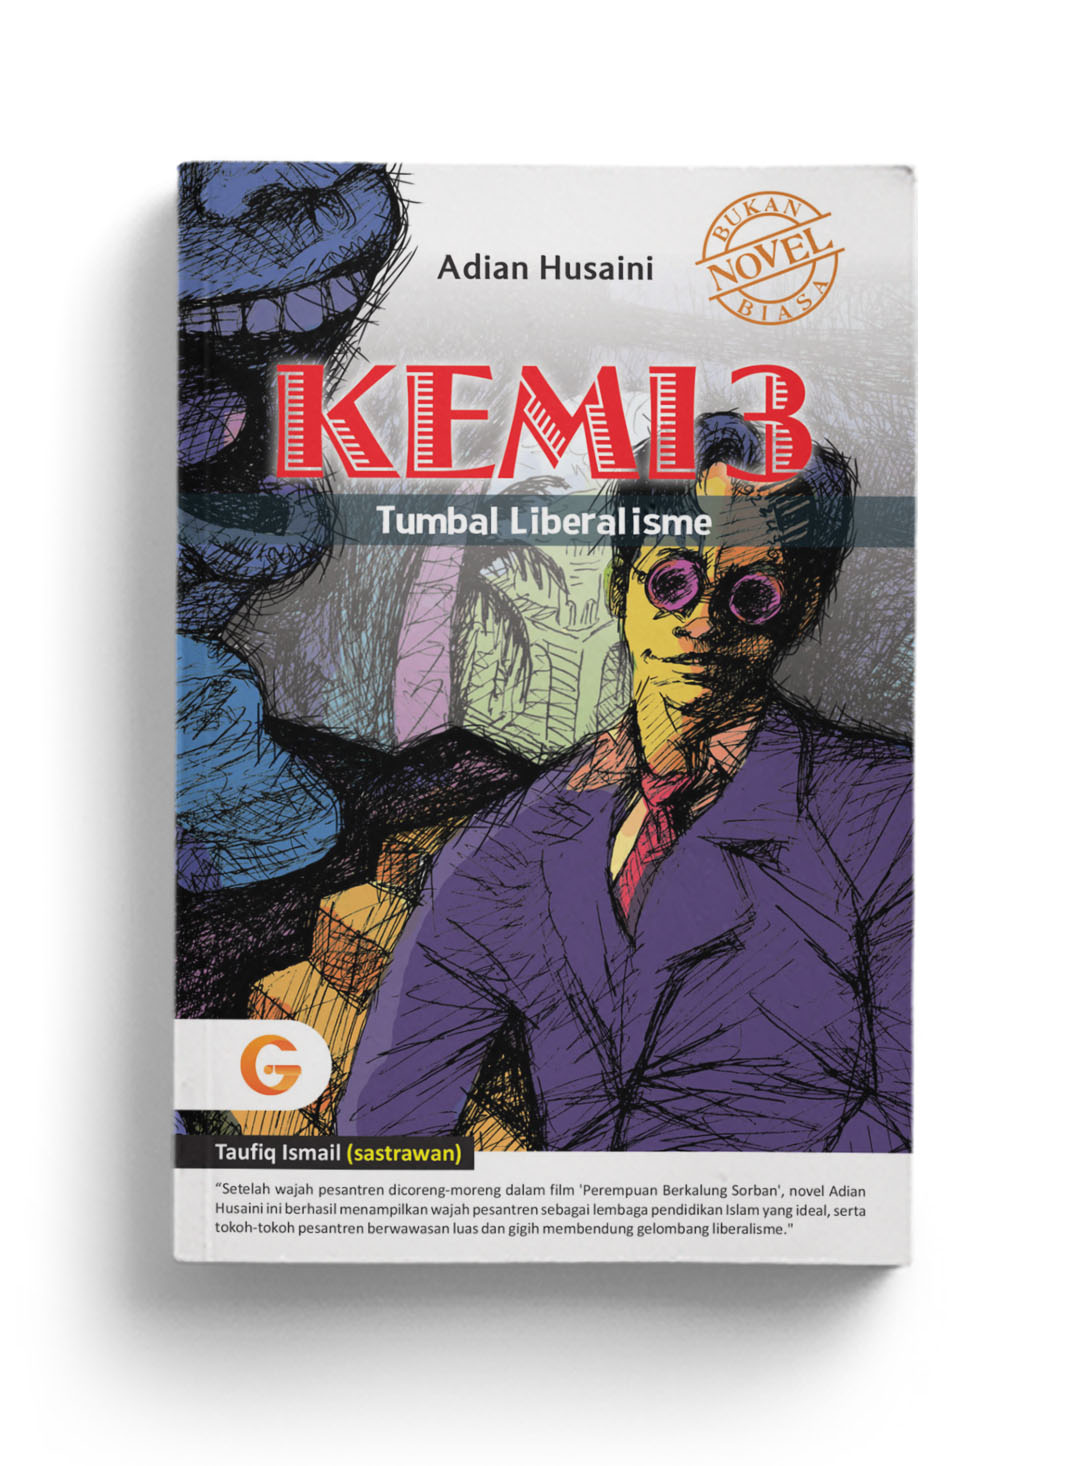 Adian Husaini
BUKAN
NOVEL
BIASA
KEMI 3
Tumbal Liberalisme
G
Taufiq Ismail (sastrawan)
“Setelah wajah pesantren dicoreng-moreng dalam film 'Perempuan Berkalung Sorban', novel Adian
Husaini ini berhasil menampilkan wajah pesantren sebagai lembaga pendidikan Islam yang ideal, serta
tokoh-tokoh pesantren berwawasan luas dan gigih membendung gelombang liberalisme."